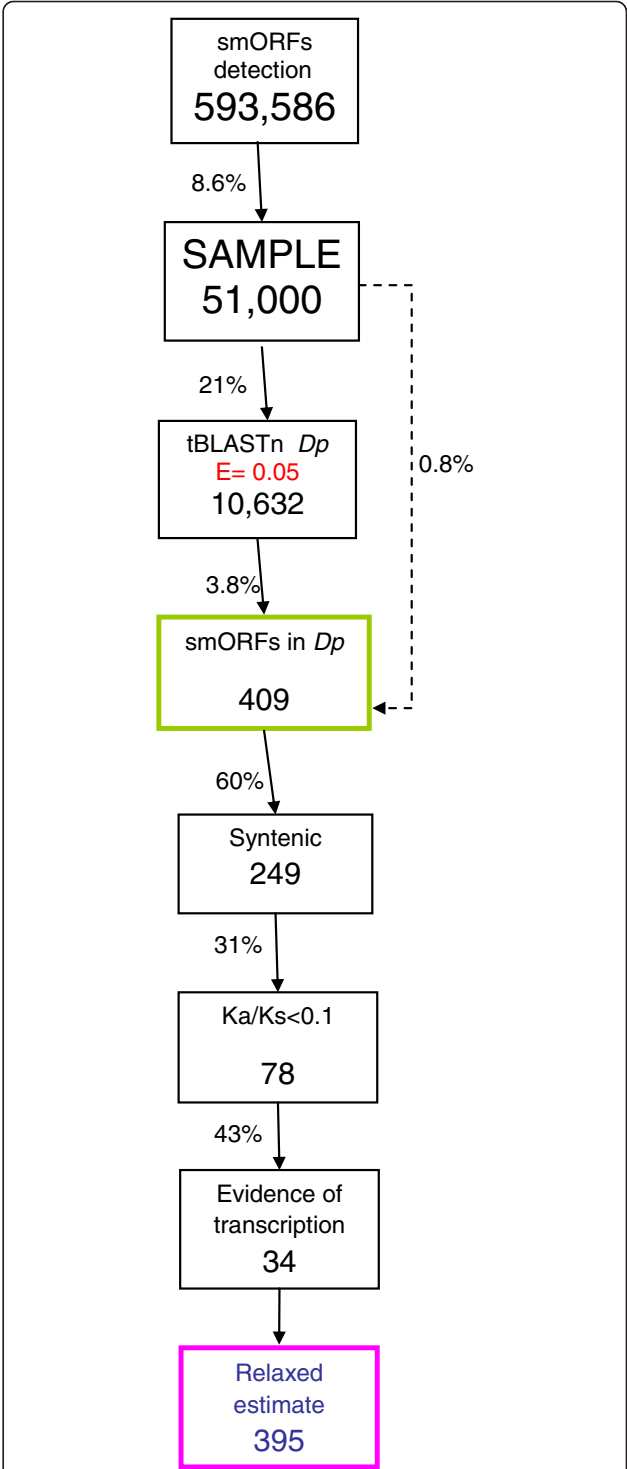 smORFs
detection
593,586
8.6%
SAMPLE
51,000
21%
tBLASTn Dp
E= 0.05
10,632
0.8%
3.8%
smORFs in Dp
409
60%
Syntenic
249
31%
Ka/Ks<0.1
78
43%
Evidence of
transcription
34
Relaxed
estimate
395